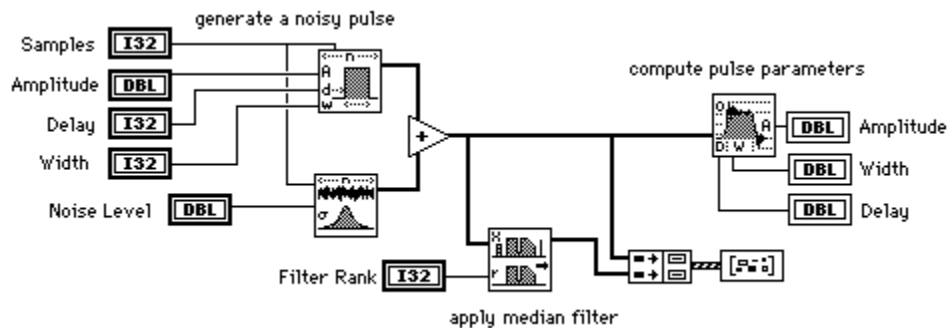 generate a noisy pulse
Samples I32
n
Amplitude DBL
A
compute pulse parameters
d
Delay I32
w
Width I32
+
O
A
DBL Amplitude
D W
DBL Width
n
Noise Level DBL
σ
DBL Delay
X
Filter Rank I32
r
apply median filter